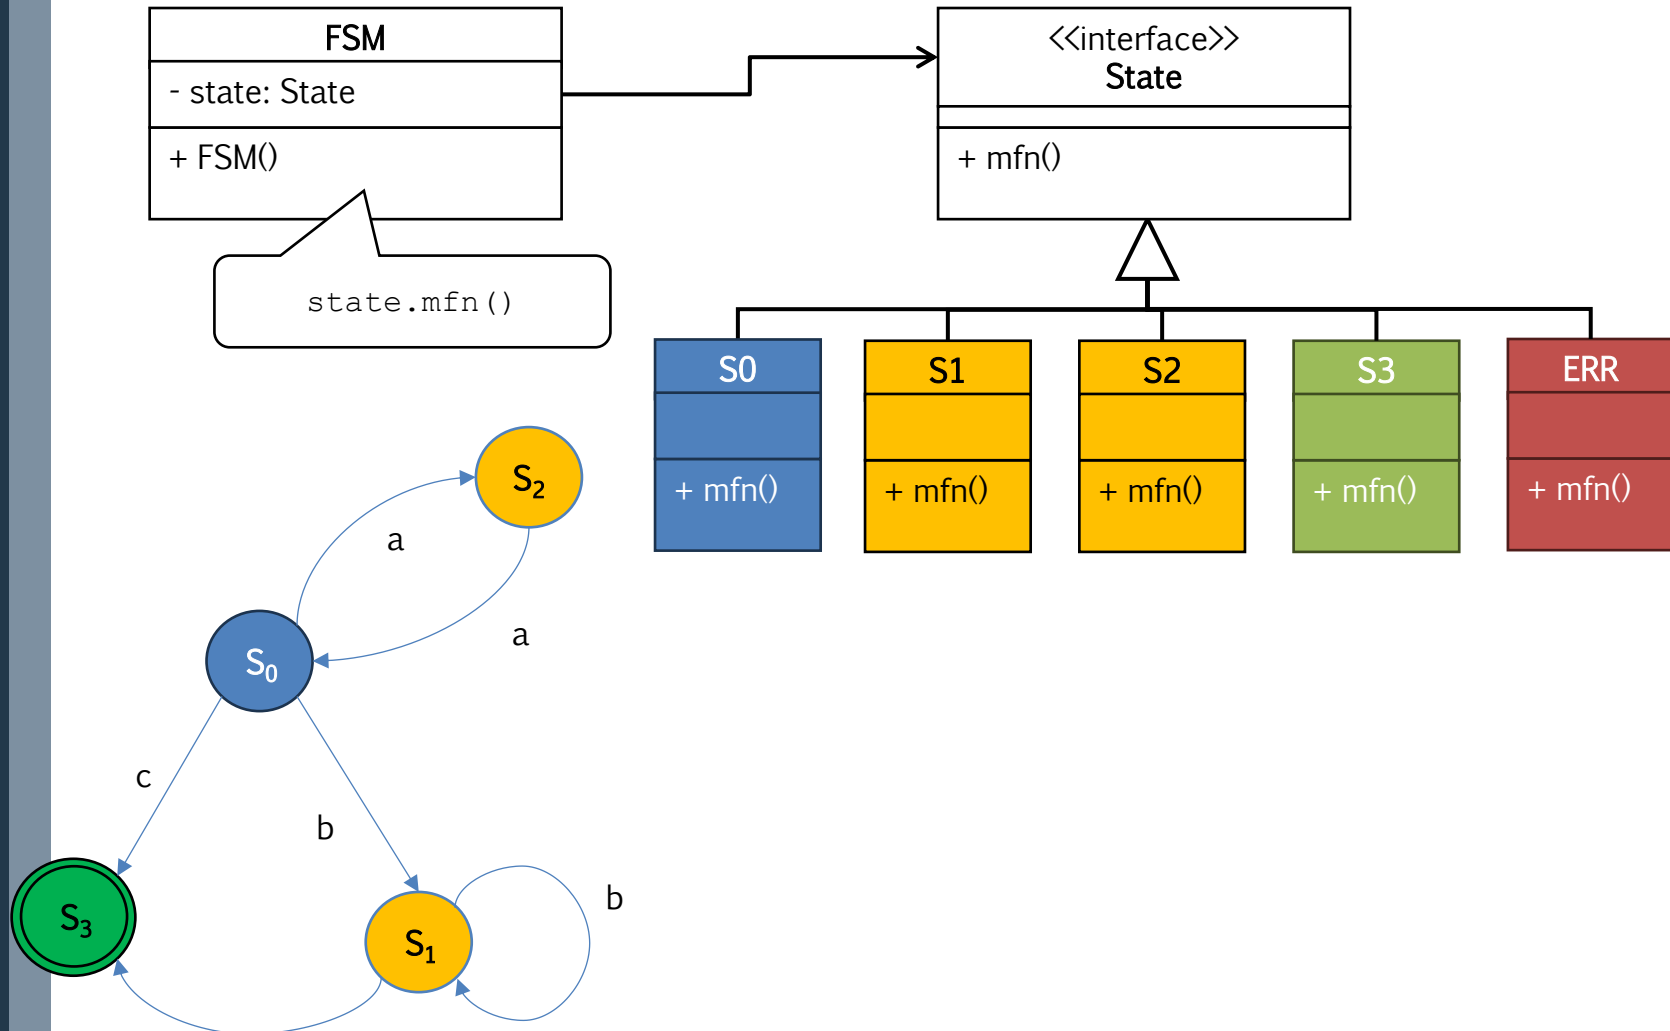 FSM
- state: State
+ FSM()
state.mfn()
<<interface>>
State
+ mfn()
S0
+ mfn()
S1
+ mfn()
S2
+ mfn()
S3
+ mfn()
ERR
+ mfn()
S₂
a
a
S₀
c
b
S₃
S₁
b